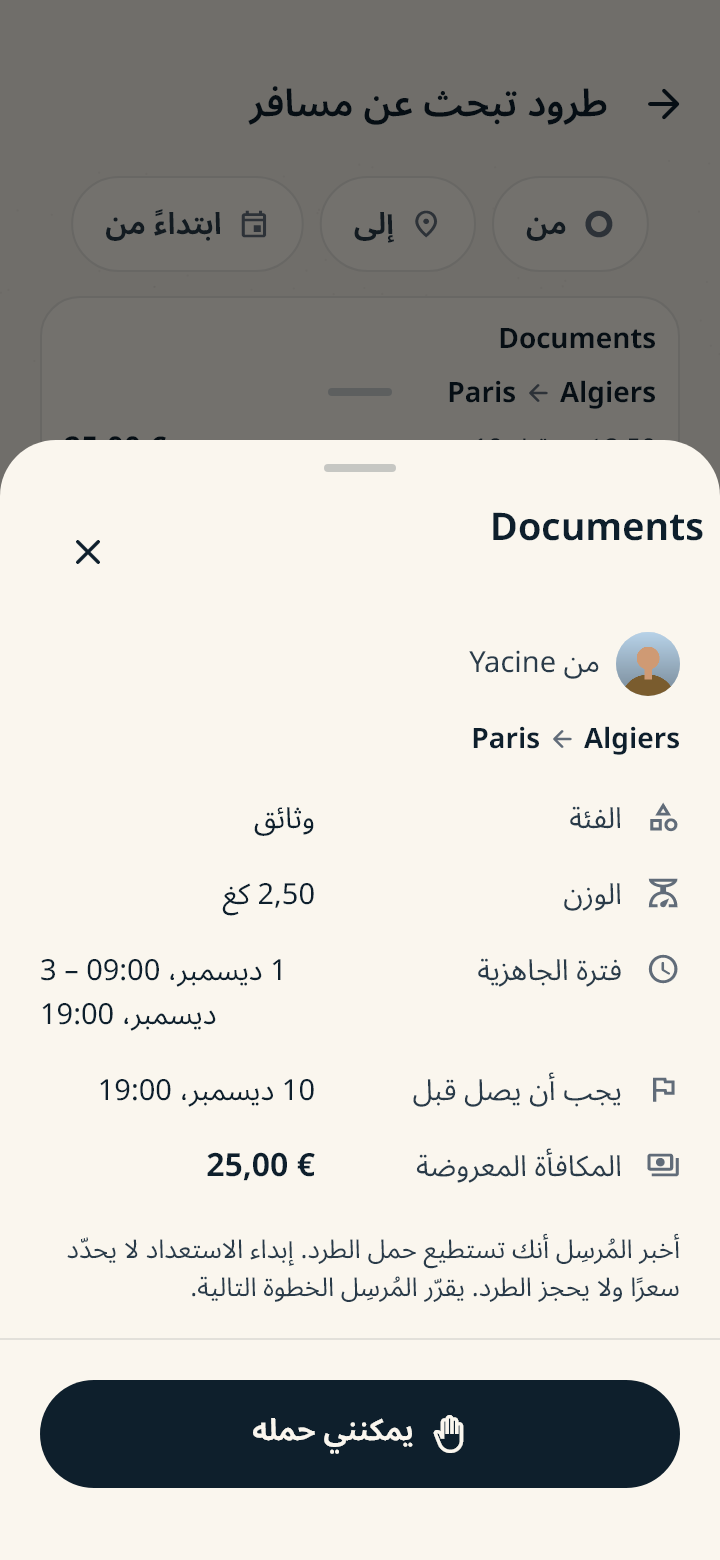 طرود تبحث عن مسافر
من
إلى
ابتداءً من
Documents
Algiers ← Paris
Documents
من Yacine
Algiers ← Paris
الفئة
وثائق
الوزن
2,50 كغ
فترة الجاهزية
1 ديسمبر، 09:00 – 3
ديسمبر، 19:00
يجب أن يصل قبل
10 ديسمبر، 19:00
المكافأة المعروضة
25,00 €
أخبر المُرسِل أنك تستطيع حمل الطرد. إبداء الاستعداد لا يحدّد
سعرًا ولا يحجز الطرد. يقرّر المُرسِل الخطوة التالية.
يمكنني حمله